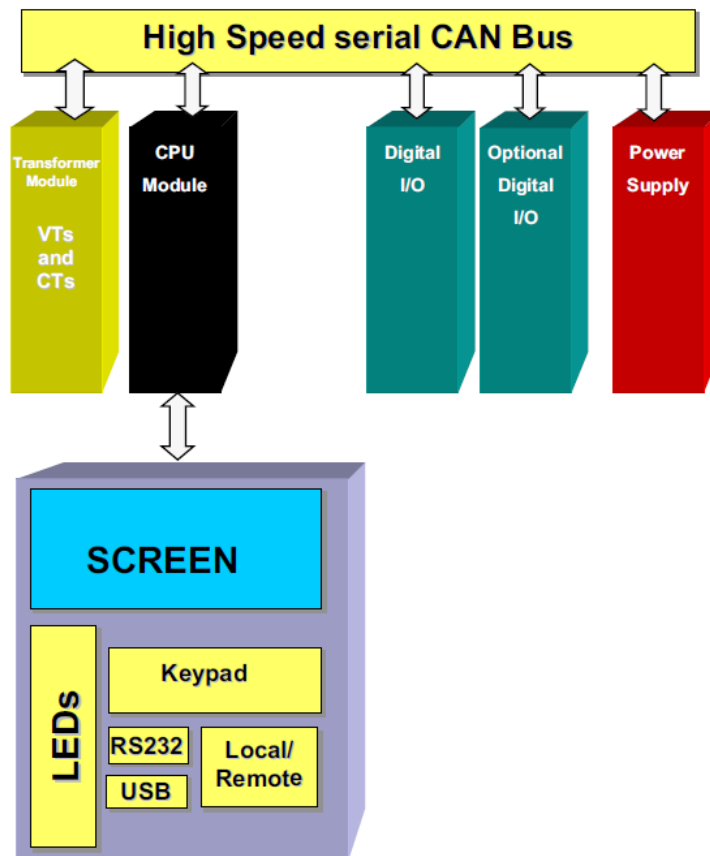 High Speed serial CAN Bus
Transformer
Module
VTs
and
CTs
CPU
Module
Digital
I/O
Optional
Digital
I/O
Power
Supply
SCREEN
LEDs
Keypad
RS232
USB
Local/
Remote